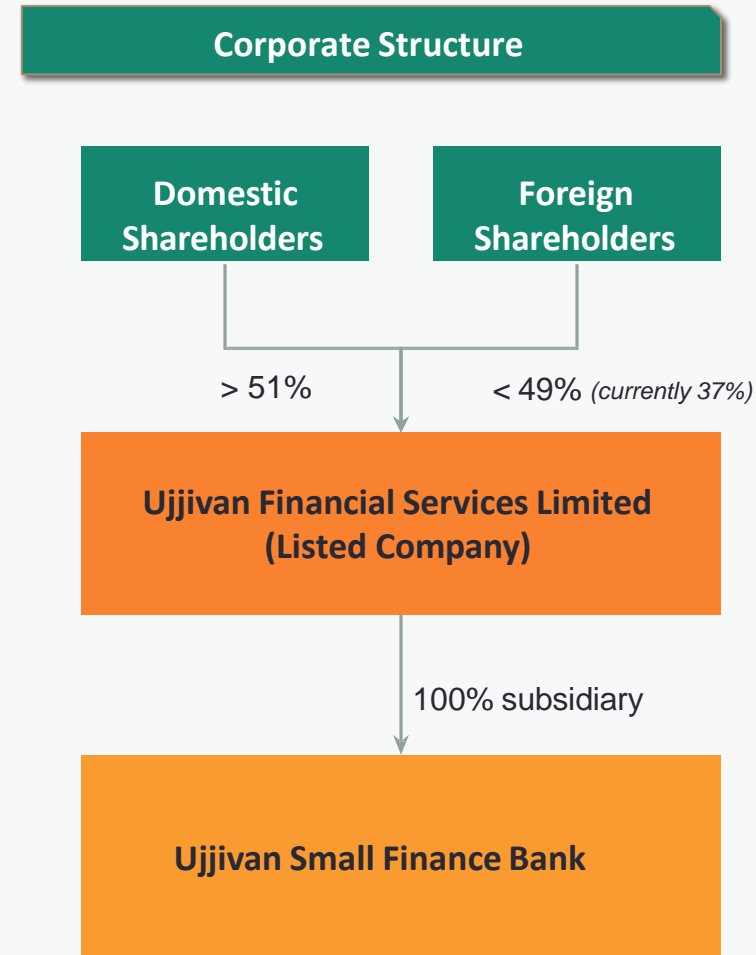 Corporate Structure
Domestic
Shareholders
Foreign
Shareholders
> 51%
< 49% (currently 37%)
Ujjivan Financial Services Limited
(Listed Company)
100% subsidiary
Ujjivan Small Finance Bank